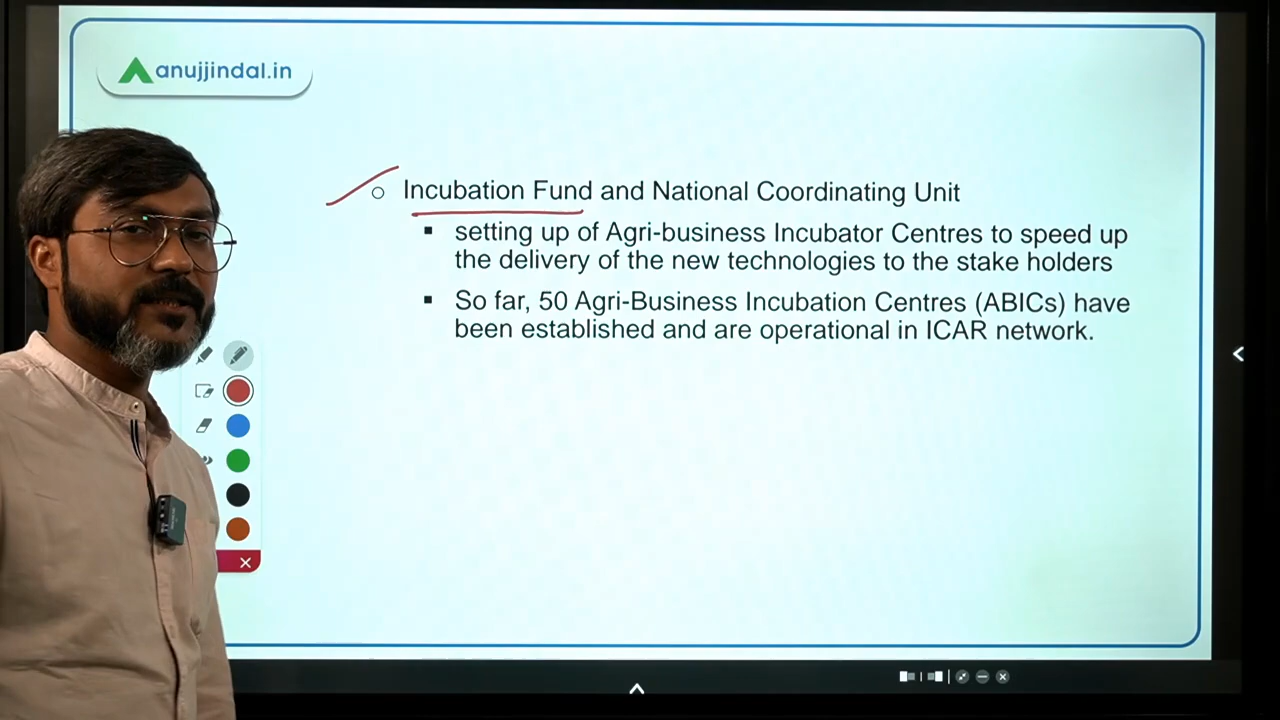 anujjindal.in
Incubation Fund and National Coordinating Unit
setting up of Agri-business Incubator Centres to speed up
the delivery of the new technologies to the stake holders
So far, 50 Agri-Business Incubation Centres (ABICs) have
been established and are operational in ICAR network.